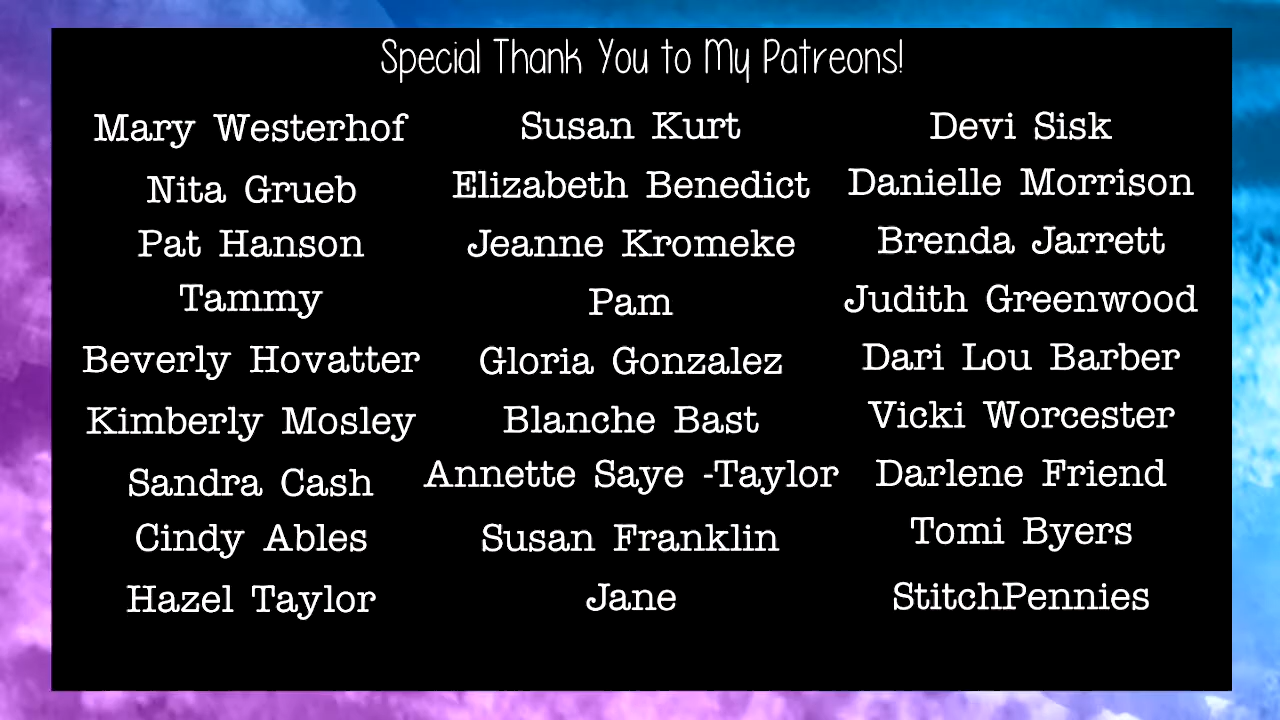 Special Thank You to My Patreons!
Mary Westerhof
Nita Grueb
Pat Hanson
Tammy
Beverly Hovatter
Kimberly Mosley
Sandra Cash
Cindy Ables
Hazel Taylor
Susan Kurt
Elizabeth Benedict
Jeanne Kromeke
Pam
Gloria Gonzalez
Blanche Bast
Annette Saye -Taylor
Susan Franklin
Jane
Devi Sisk
Danielle Morrison
Brenda Jarrett
Judith Greenwood
Dari Lou Barber
Vicki Worcester
Darlene Friend
Tomi Byers
StitchPennies